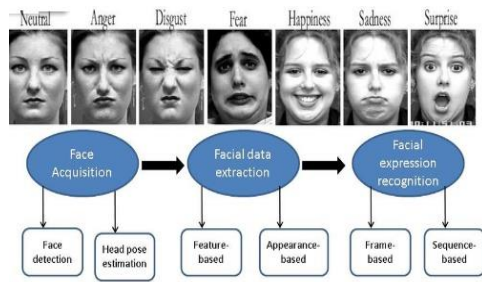 Neutral Anger Disgust Fear Happiness Sadness Surprise
Face
Acquisition
Facial data
extraction
Facial
expression
recognition
Face
detection
Head pose
estimation
Feature-
based
Appearance-
based
Frame-
based
Sequence-
based